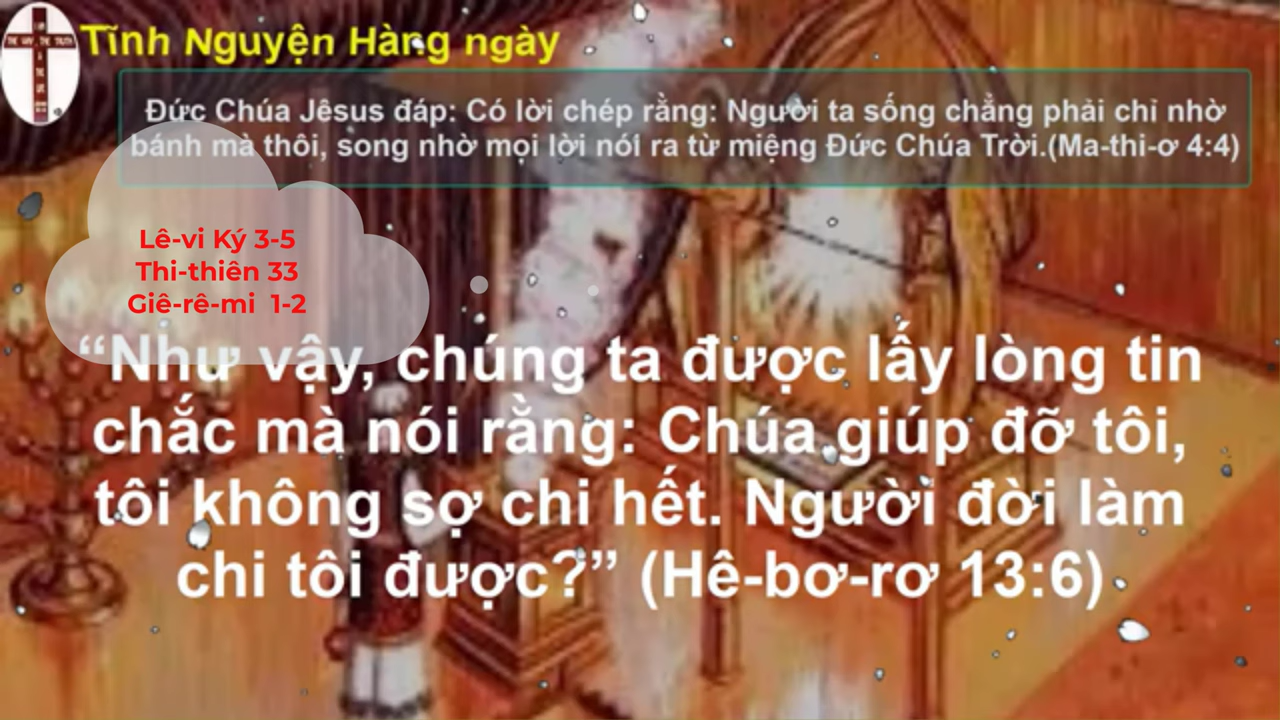 Tĩnh Nguyện Hàng ngày
Đức Chúa Jêsus đáp: Có lời chép rằng: Người ta sống chẳng phải chỉ nhờ
bánh mà thôi, song nhờ mọi lời nói ra từ miệng Đức Chúa Trời.(Ma-thi-ơ 4:4)
Lê-vi Ký 3-5
Thi-thiên 33
Giê-rê-mi 1-2
“Như vậy, chúng ta được lấy lòng tin
chắc mà nói rằng: Chúa giúp đỡ tôi,
tôi không sợ chi hết. Người đời làm
chi tôi được?” (Hê-bơ-rơ 13:6)